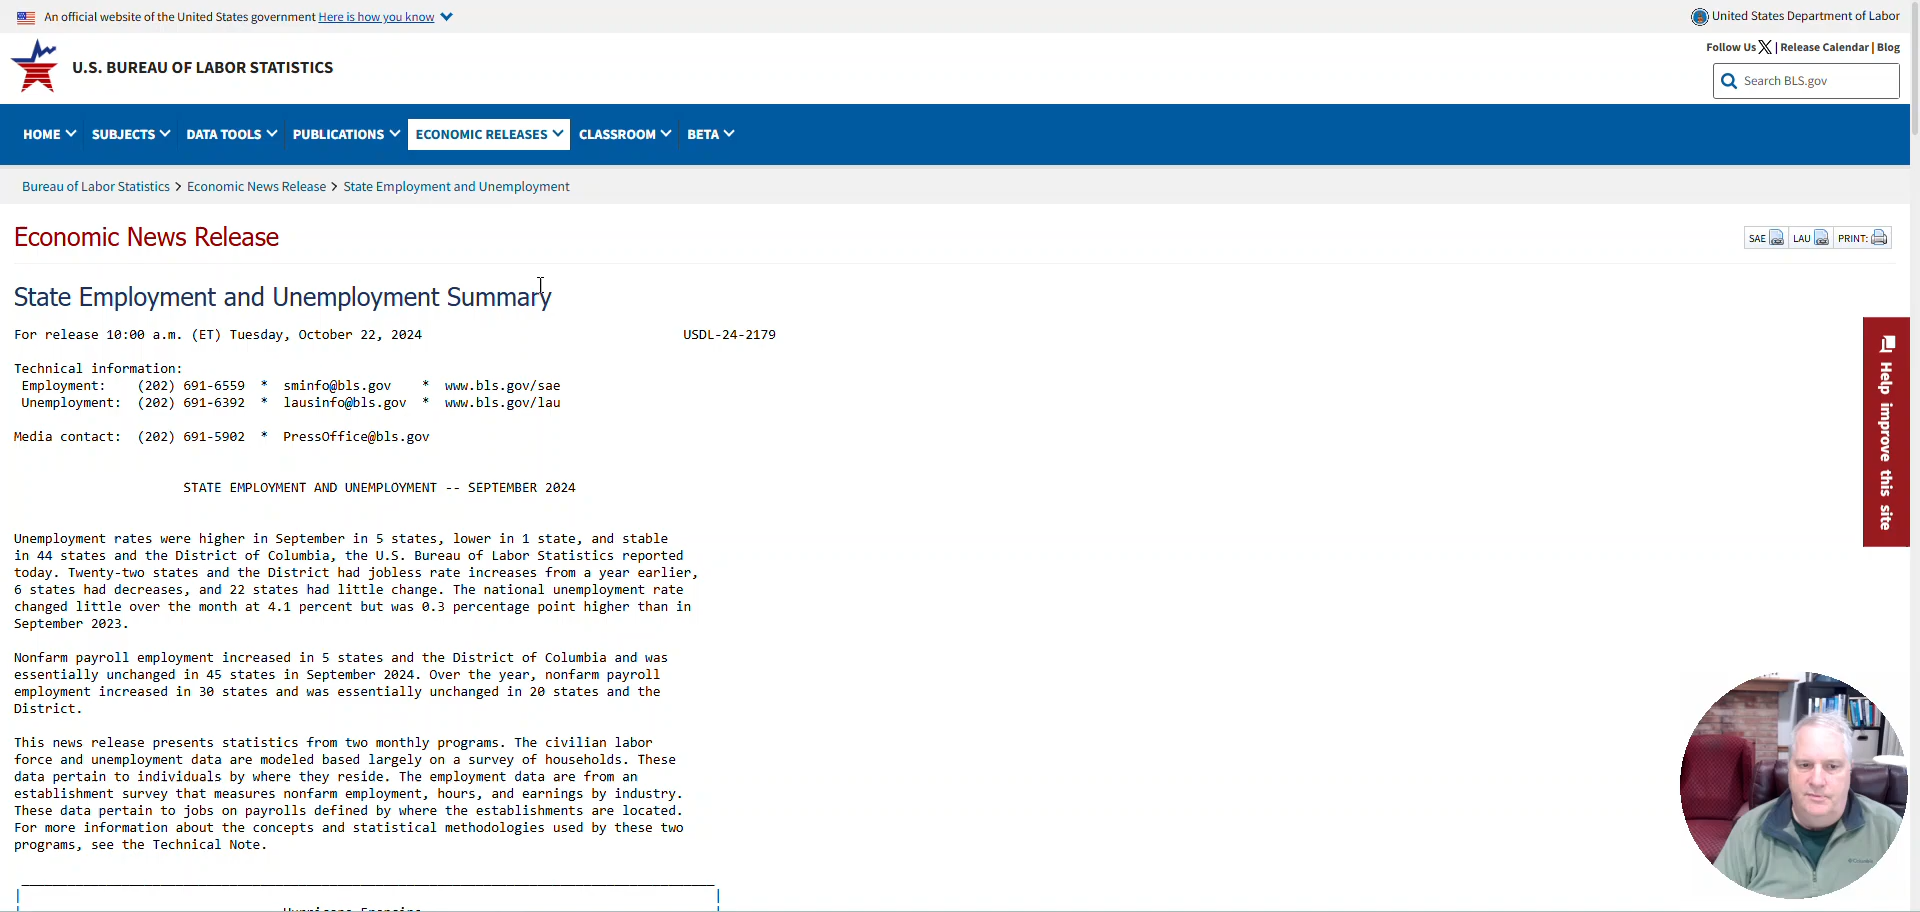 An official website of the United States government Here is how you know
United States Department of Labor
Follow Us X | Release Calendar | Blog
U.S. BUREAU OF LABOR STATISTICS
Search BLS.gov
HOME SUBJECTS DATA TOOLS PUBLICATIONS ECONOMIC RELEASES CLASSROOM BETA
Bureau of Labor Statistics > Economic News Release > State Employment and Unemployment
Economic News Release
SAE LAU PRINT:
State Employment and Unemployment Summary
For release 10:00 a.m. (ET) Tuesday, October 22, 2024 USDL-24-2179
Technical information:
Employment: (202) 691-6559 * sminfo@bls.gov * www.bls.gov/sae
Unemployment: (202) 691-6392 * lausinfo@bls.gov * www.bls.gov/lau
Media contact: (202) 691-5902 * PressOffice@bls.gov
STATE EMPLOYMENT AND UNEMPLOYMENT -- SEPTEMBER 2024
Unemployment rates were higher in September in 5 states, lower in 1 state, and stable
in 44 states and the District of Columbia, the U.S. Bureau of Labor Statistics reported
today. Twenty-two states and the District had jobless rate increases from a year earlier,
6 states had decreases, and 22 states had little change. The national unemployment rate
changed little over the month at 4.1 percent but was 0.3 percentage point higher than in
September 2023.
Nonfarm payroll employment increased in 5 states and the District of Columbia and was
essentially unchanged in 45 states in September 2024. Over the year, nonfarm payroll
employment increased in 30 states and was essentially unchanged in 20 states and the
District.
This news release presents statistics from two monthly programs. The civilian labor
force and unemployment data are modeled based largely on a survey of households. These
data pertain to individuals by where they reside. The employment data are from an
establishment survey that measures nonfarm employment, hours, and earnings by industry.
These data pertain to jobs on payrolls defined by where the establishments are located.
For more information about the concepts and statistical methodologies used by these two
programs, see the Technical Note.
Help improve this site